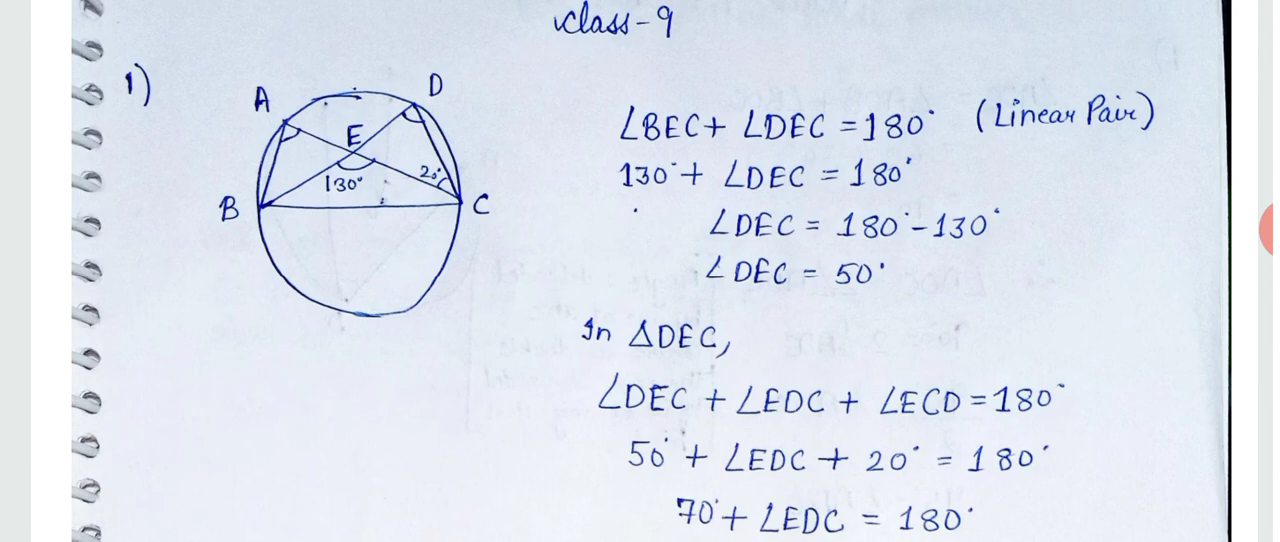 Class-9
1)
A
D
E
130°
20°
B
C
∠BEC+ ∠DEC =180° (Linear Pair)
130°+ ∠DEC = 180°
∠DEC = 180°-130°
∠DEC = 50°
In ΔDEC,
∠DEC + ∠EDC + ∠ECD=180°
50° + ∠EDC + 20° = 180°
70°+ ∠EDC = 180°